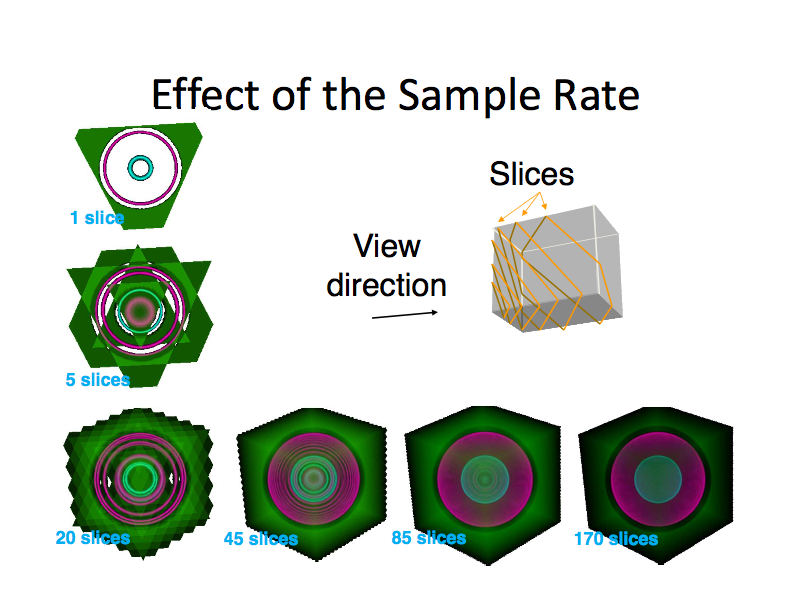 Effect of the Sample Rate
1 slice
Slices
View
direction
5 slices
20 slices
45 slices
85 slices
170 slices